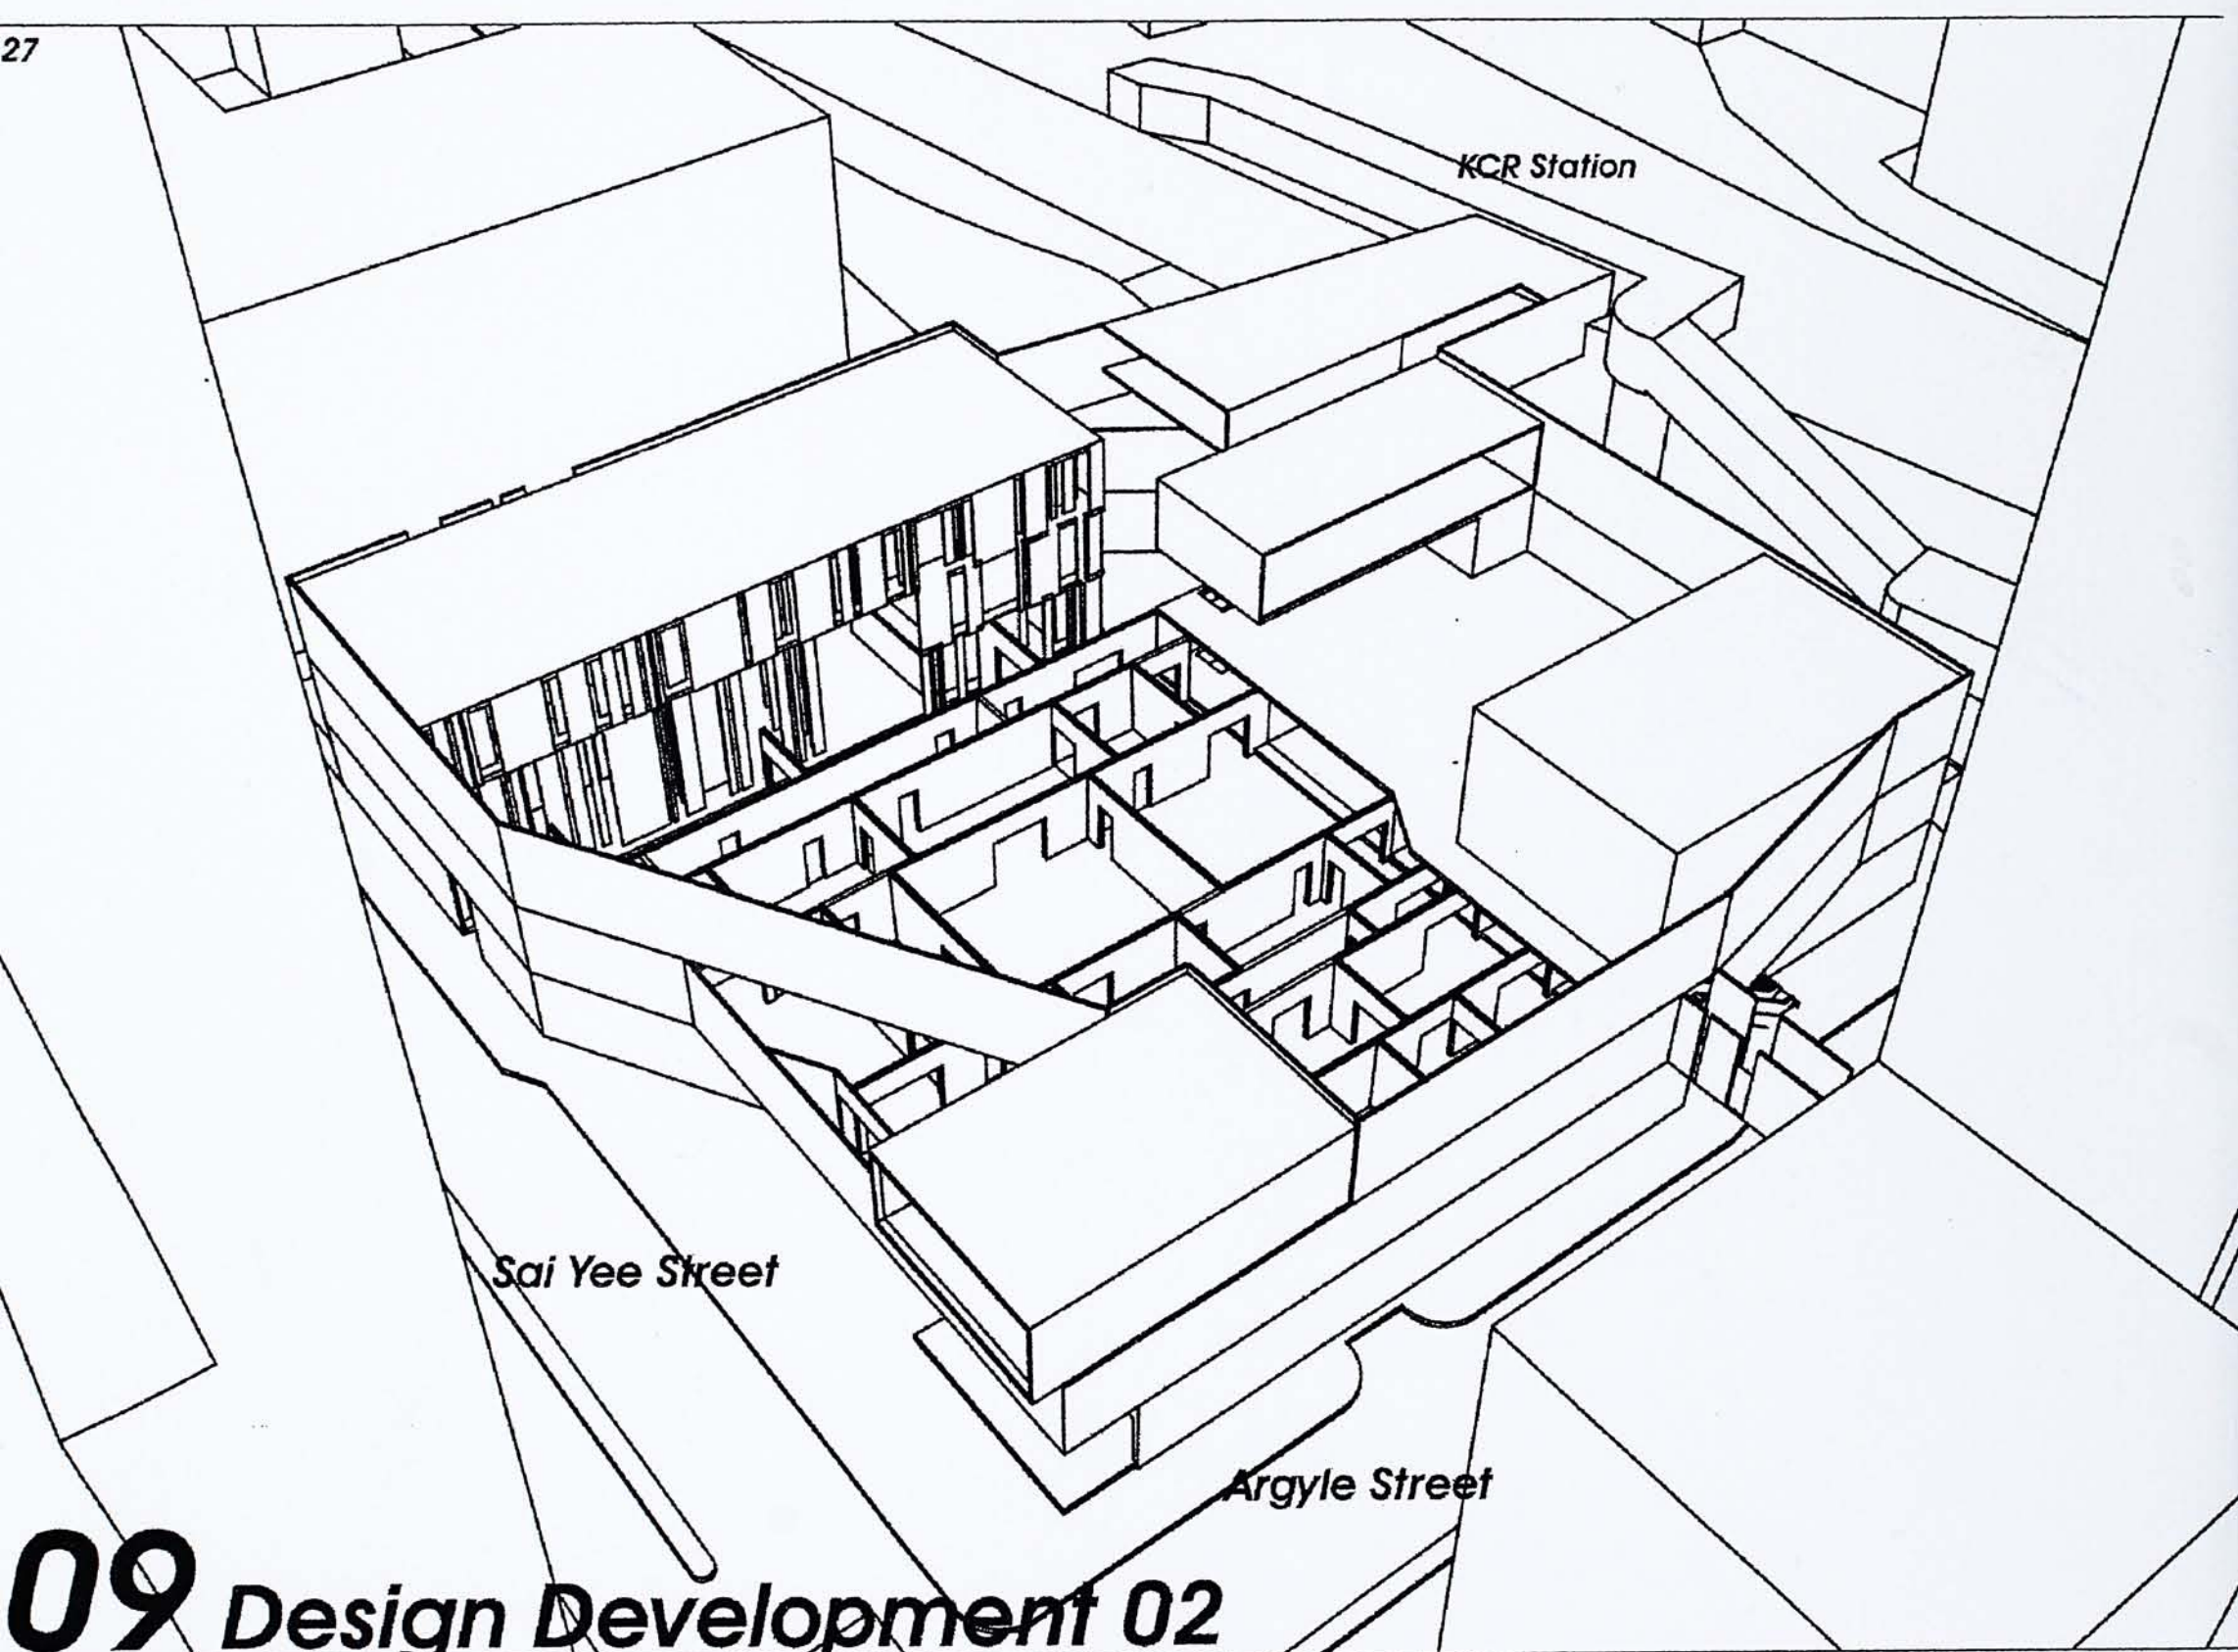 27
KCR Station
Sai Yee Street
Argyle Street
09 Design Development 02